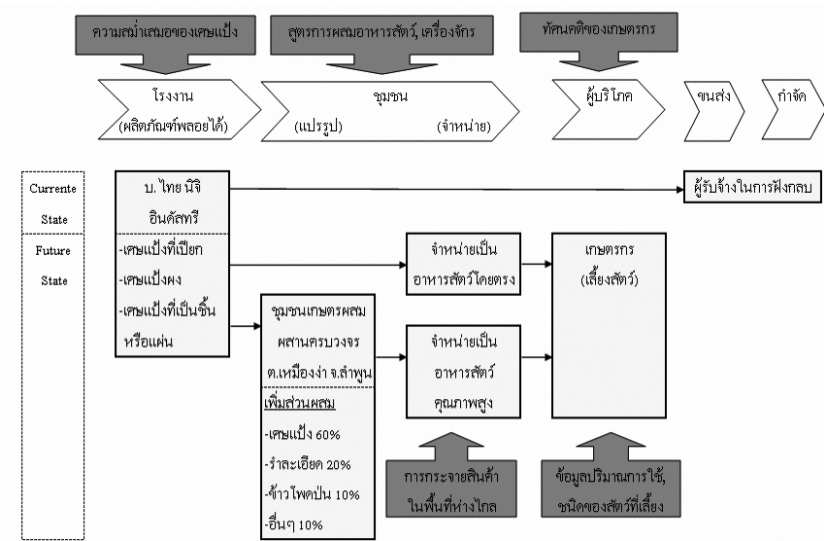 ความสม่ำเสมอของเศษแป้ง
สูตรการผสมอาหารสัตว์, เครื่องจักร
ทัศนคติของเกษตรกร
โรงงาน
(ผลิตภัณฑ์พลอยได้)
ชุมชน
(แปรรูป)
(จำหน่าย)
ผู้บริโภค
ขนส่ง
กำจัด
Currente
State
บ. ไทย นิจิ
อินดัสทรี
ผู้รับจ้างในการฝังกลบ
Future
State
-เศษแป้งที่เปียก
-เศษแป้งผง
-เศษแป้งที่เป็นชิ้น
หรือแผ่น
จำหน่ายเป็น
อาหารสัตว์โดยตรง
เกษตรกร
(เลี้ยงสัตว์)
ชุมชนเกษตรผสม
ผสานครบวงจร
ต.เหมืองง่า จ.ลำพูน
เพิ่มส่วนผสม
-เศษแป้ง 60%
-รำละเอียด 20%
-ข้าวโพดป่น 10%
-อื่นๆ 10%
จำหน่ายเป็น
อาหารสัตว์
คุณภาพสูง
การกระจายสินค้า
ในพื้นที่ห่างไกล
ข้อมูลปริมาณการใช้,
ชนิดของสัตว์ที่เลี้ยง